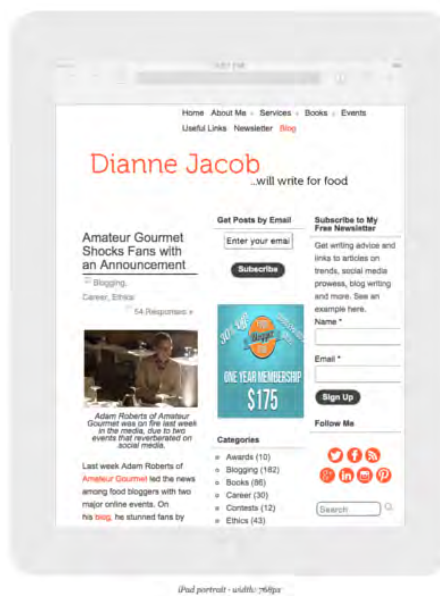 Home About Me Services Books Events
Useful Links Newsletter Blog
Dianne Jacob
...will write for food
Amateur Gourmet
Shocks Fans with
an Announcement
Blogging,
Career, Ethics
54 Responses »
Adam Roberts of Amateur
Gourmet was on fire last week
in the media, due to two
events that reverberated on
social media.
Last week Adam Roberts of
Amateur Gourmet led the news
among food bloggers with two
major online events. On
his blog, he stunned fans by
Get Posts by Email
Enter your emai
Subscribe
ONE YEAR MEMBERSHIP
$175
Categories
Awards (10)
Blogging (182)
Books (86)
Career (30)
Contests (12)
Ethics (43)
Subscribe to My
Free Newsletter
Get writing advice and
links to articles on
trends, social media
prowess, blog writing
and more. See an
example here.
Name *
Email *
Sign Up
Follow Me
Search
iPad portrait - width: 768px